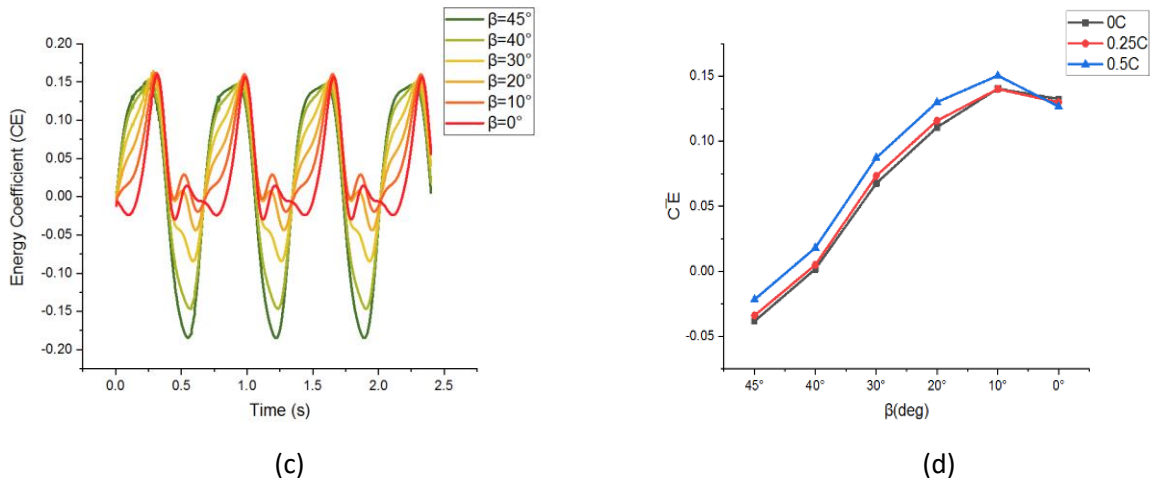 β=45°
β=40°
β=30°
β=20°
β=10°
β=0°
0.20
0.15
0.10
0.05
0.00
-0.05
-0.10
-0.15
-0.20
Energy Coefficient (CE)
0.0
0.5
1.0
1.5
2.0
2.5
Time (s)
(c)
0C
0.25C
0.5C
0.15
0.10
0.05
0.00
-0.05
C̄E
45°
40°
30°
20°
10°
0°
β(deg)
(d)